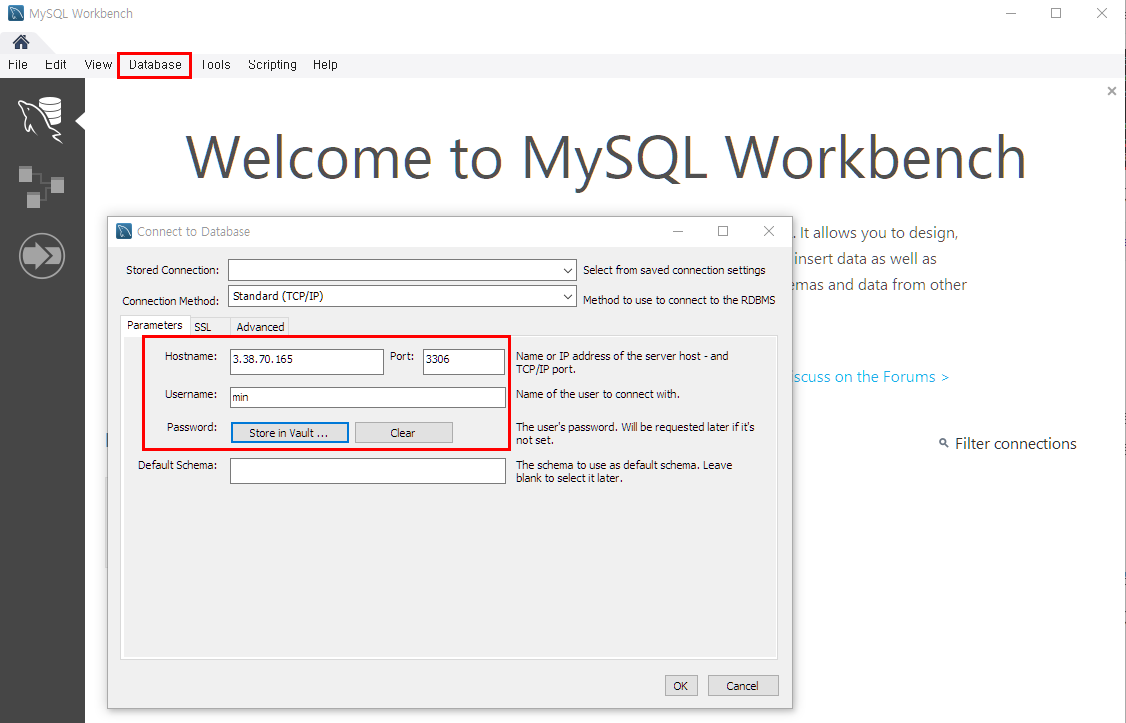 MySQL Workbench
File Edit View Database Tools Scripting Help
Welcome to MySQL Workbench
. It allows you to design,
insert data as well as
emas and data from other
scuss on the Forums >
Filter connections
Connect to Database
Stored Connection: Select from saved connection settings
Connection Method: Standard (TCP/IP) Method to use to connect to the RDBMS
Parameters SSL Advanced
Hostname: 3.38.70.165 Port: 3306 Name or IP address of the server host - and
TCP/IP port.
Username: min Name of the user to connect with.
Password: Store in Vault ... Clear The user's password. Will be requested later if it's
not set.
Default Schema: The schema to use as default schema. Leave
blank to select it later.
OK Cancel